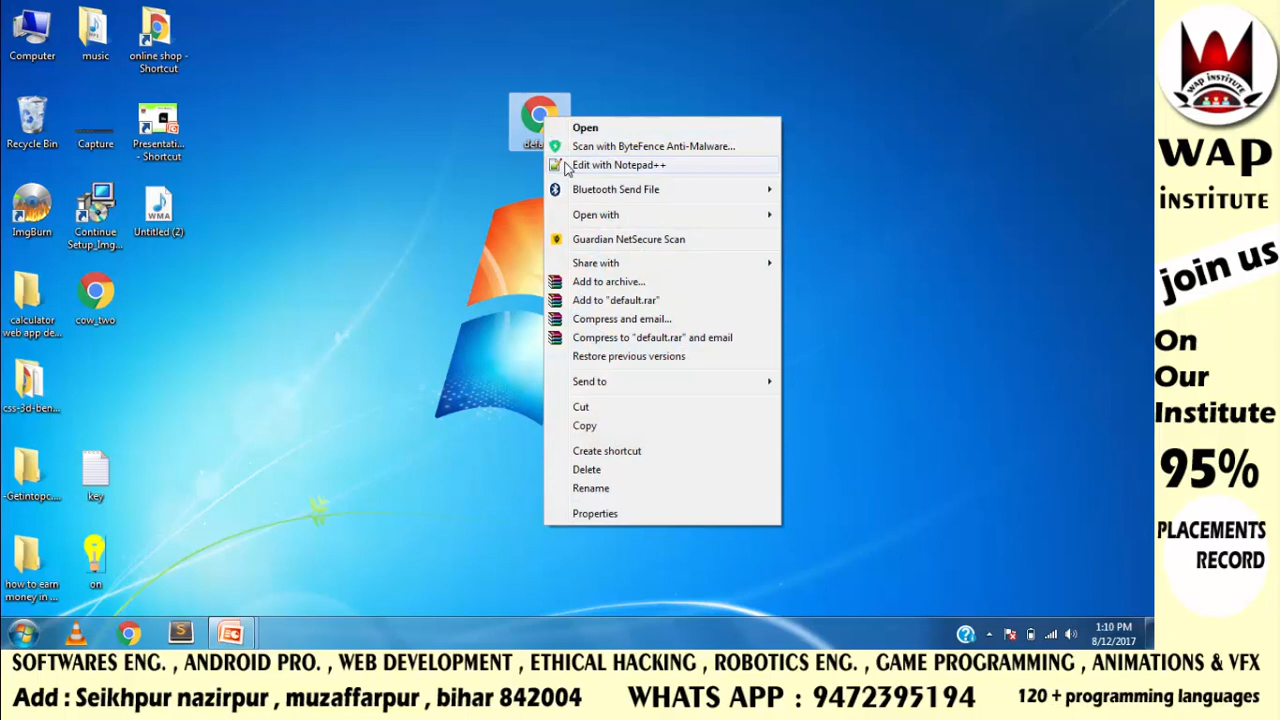 Computer
music
online shop -
Shortcut
Recycle Bin
Capture
Presentati...
- Shortcut
ImgBurn
Continue
Setup_Img...
WMA
Untitled (2)
calculator
web app de...
cow_two
css-3d-ben...
-Getintopc....
key
how to earn
money in ...
on
Open
Scan with ByteFence Anti-Malware...
Edit with Notepad++
Bluetooth Send File
Open with
Guardian NetSecure Scan
Share with
Add to archive...
Add to "default.rar"
Compress and email...
Compress to "default.rar" and email
Restore previous versions
Send to
Cut
Copy
Create shortcut
Delete
Rename
Properties
1:10 PM
8/12/2017
wap institute
WAP
INSTITUTE
join us
On
Our
Institute
95%
PLACEMENTS
RECORD
SOFTWARES ENG. , ANDROID PRO. , WEB DEVELOPMENT , ETHICAL HACKING , ROBOTICS ENG. , GAME PROGRAMMING , ANIMATIONS & VFX
Add : Seikhpur nazirpur , muzaffarpur , bihar 842004 WHATS APP : 9472395194 120 + programming languages